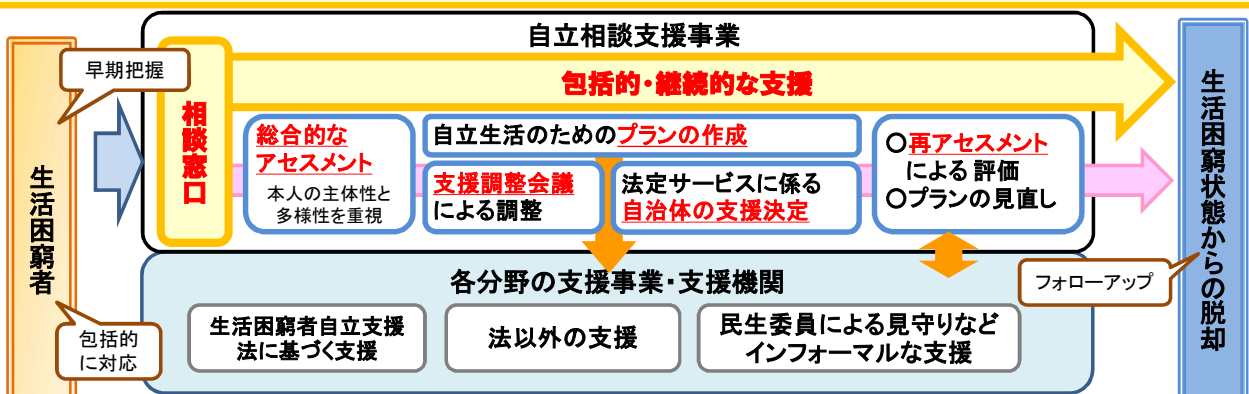 自立相談支援事業
早期把握
包括的・継続的な支援
生活困窮者
相談窓口
総合的な
アセスメント
本人の主体性と
多様性を重視
自立生活のためのプランの作成
支援調整会議
による調整
法定サービスに係る
自治体の支援決定
○再アセスメント
による 評価
○プランの見直し
生活困窮状態からの脱却
フォローアップ
包括的
に対応
各分野の支援事業・支援機関
生活困窮者自立支援
法に基づく支援
法以外の支援
民生委員による見守りなど
インフォーマルな支援